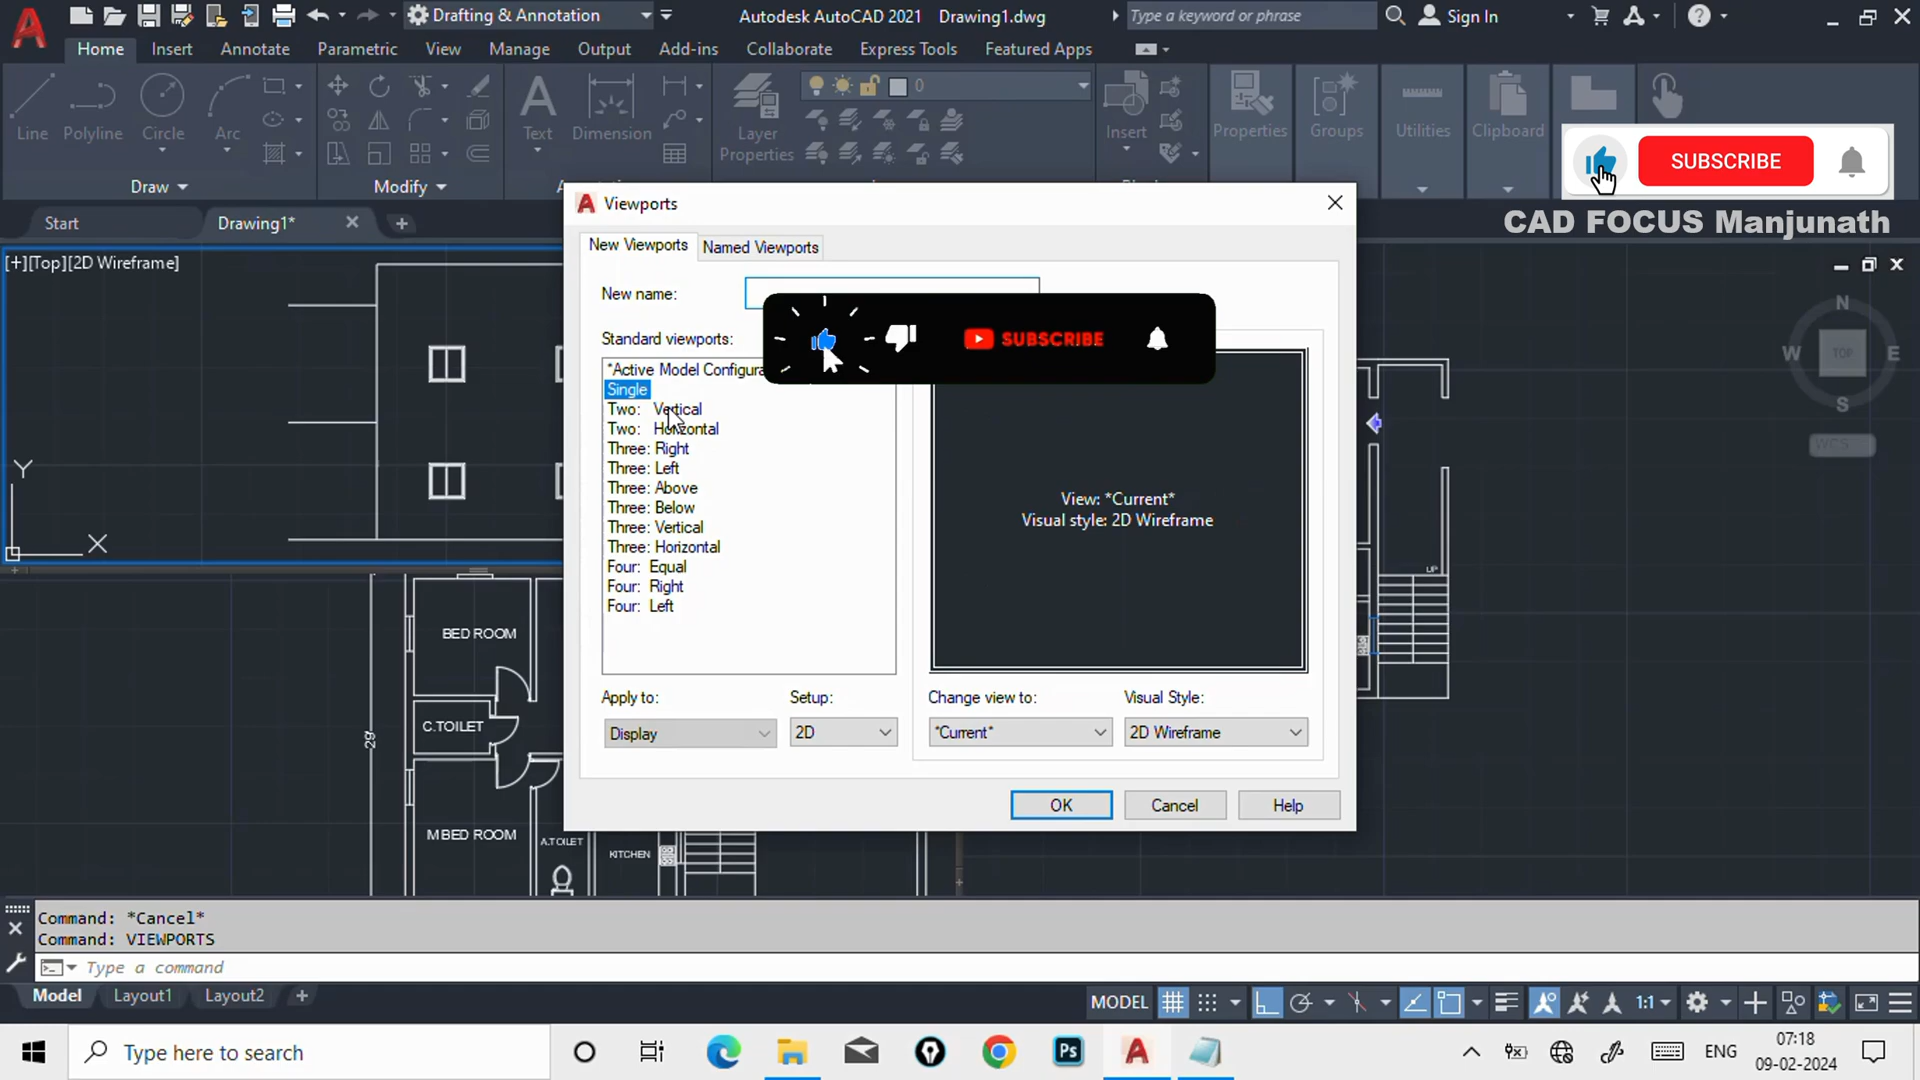 Drafting & Annotation
Autodesk AutoCAD 2021 Drawing1.dwg
Type a keyword or phrase
Sign In
Home Insert Annotate Parametric View Manage Output Add-ins Collaborate Express Tools Featured Apps
0
Line Polyline Circle Arc
Text Dimension
Layer Properties
Insert
Properties
Groups
Utilities
Clipboard
Draw
Modify
SUBSCRIBE
CAD FOCUS Manjunath
Start
Drawing1*
[+][Top][2D Wireframe]
Viewports
New Viewports
Named Viewports
New name:
SUBSCRIBE
Standard viewports:
*Active Model Configura
Single
Two: Vertical
Two: Horizontal
Three: Right
Three: Left
Three: Above
Three: Below
Three: Vertical
Three: Horizontal
Four: Equal
Four: Right
Four: Left
View: *Current*
Visual style: 2D Wireframe
Apply to:
Display
Setup:
2D
Change view to:
*Current*
Visual Style:
2D Wireframe
OK
Cancel
Help
N
W
TOP
E
S
WCS
UP
Y
X
BED ROOM
C.TOILET
29'
M BED ROOM
A.TOILET
KITCHEN
Command: *Cancel*
Command: VIEWPORTS
Type a command
Model Layout1 Layout2
MODEL
1:1
Type here to search
Ps
ENG
07:18
09-02-2024